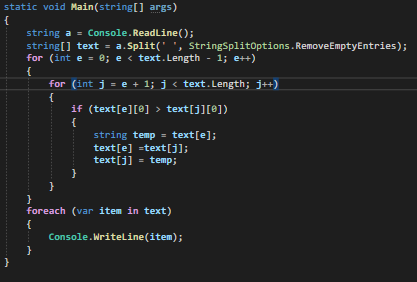 static void Main(string[] args)
{
string a = Console.ReadLine();
string[] text = a.Split(' ', StringSplitOptions.RemoveEmptyEntries);
for (int e = 0; e < text.Length - 1; e++)
{
for (int j = e + 1; j < text.Length; j++)
{
if (text[e][0] > text[j][0])
{
string temp = text[e];
text[e] =text[j];
text[j] = temp;
}
}
}
foreach (var item in text)
{
Console.WriteLine(item);
}
}